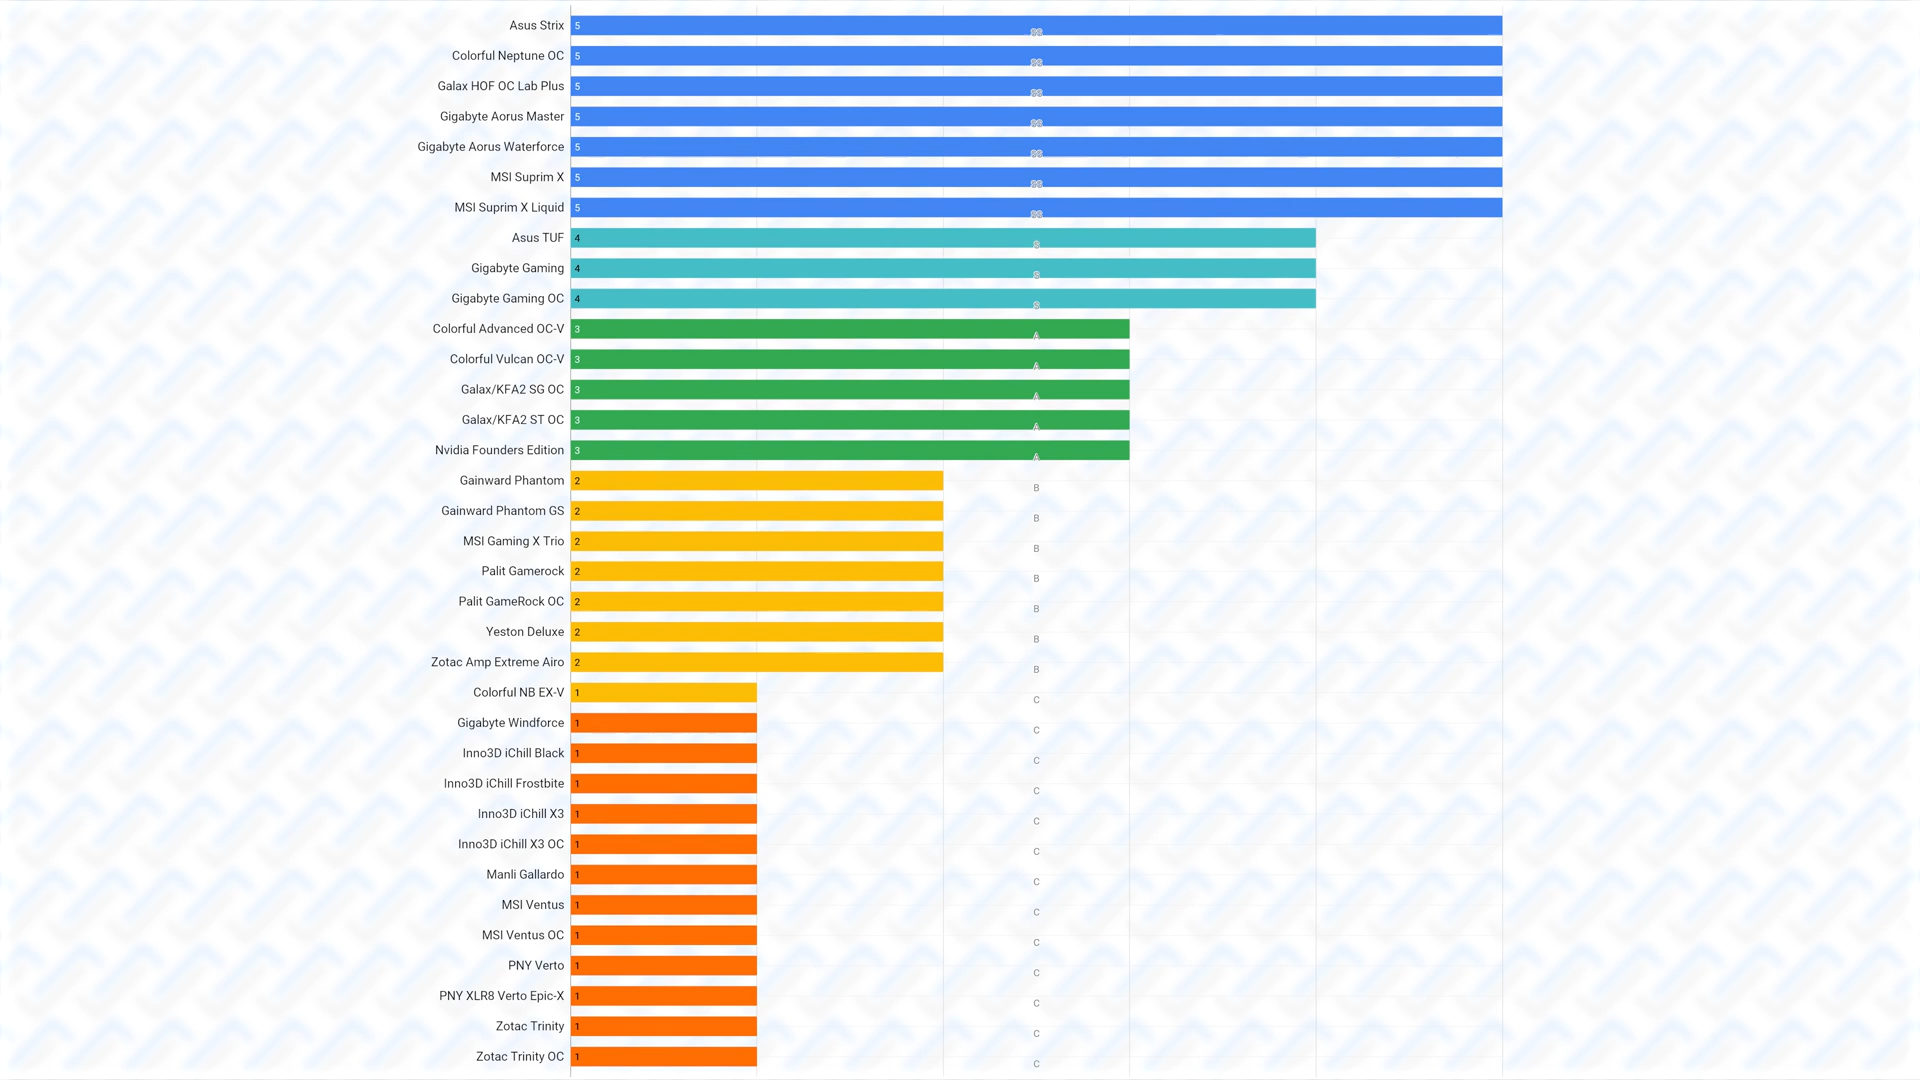 Asus Strix 5 SS
Colorful Neptune OC 5 SS
Galax HOF OC Lab Plus 5 SS
Gigabyte Aorus Master 5 SS
Gigabyte Aorus Waterforce 5 SS
MSI Suprim X 5 SS
MSI Suprim X Liquid 5 SS
Asus TUF 4 S
Gigabyte Gaming 4 S
Gigabyte Gaming OC 4 S
Colorful Advanced OC-V 3 A
Colorful Vulcan OC-V 3 A
Galax/KFA2 SG OC 3 A
Galax/KFA2 ST OC 3 A
Nvidia Founders Edition 3 A
Gainward Phantom 2 B
Gainward Phantom GS 2 B
MSI Gaming X Trio 2 B
Palit Gamerock 2 B
Palit GameRock OC 2 B
Yeston Deluxe 2 B
Zotac Amp Extreme Airo 2 B
Colorful NB EX-V 1 C
Gigabyte Windforce 1 C
Inno3D iChill Black 1 C
Inno3D iChill Frostbite 1 C
Inno3D iChill X3 1 C
Inno3D iChill X3 OC 1 C
Manli Gallardo 1 C
MSI Ventus 1 C
MSI Ventus OC 1 C
PNY Verto 1 C
PNY XLR8 Verto Epic-X 1 C
Zotac Trinity 1 C
Zotac Trinity OC 1 C